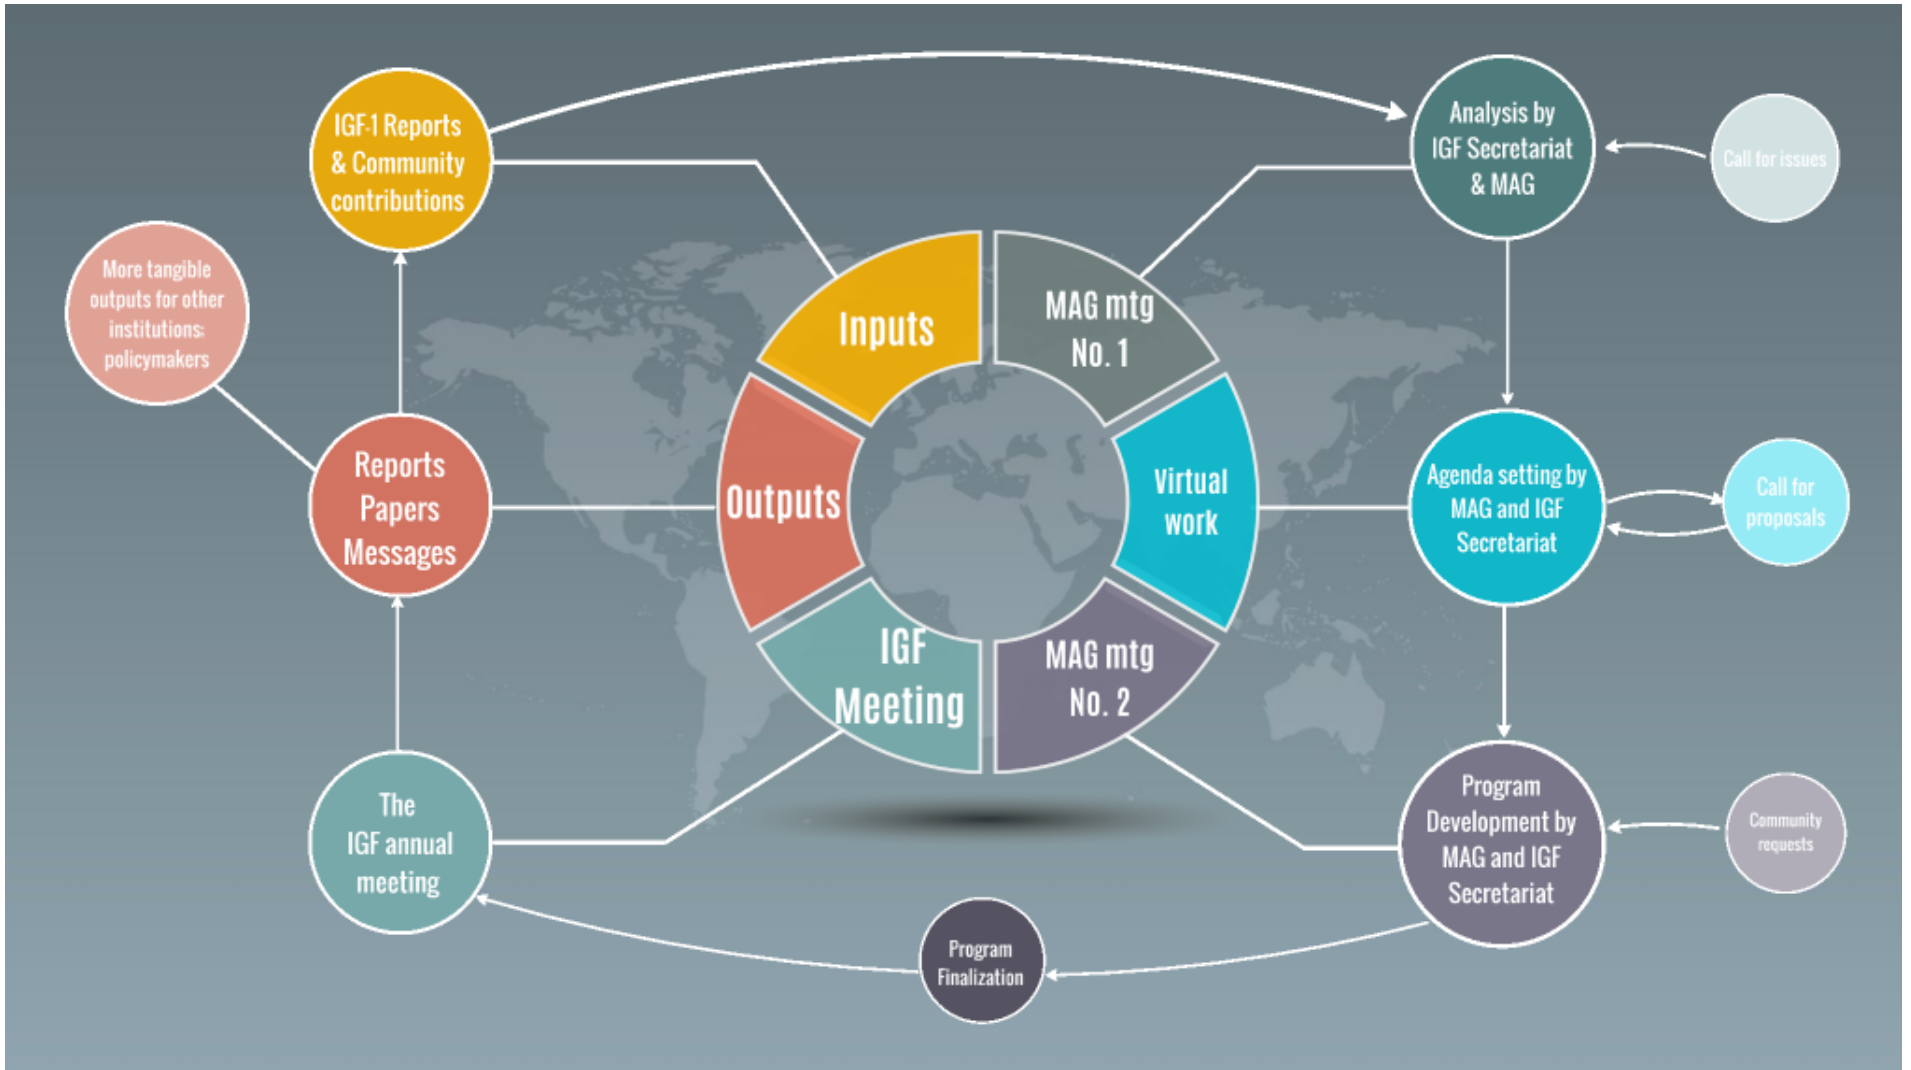 IGF-1 Reports
& Community
contributions
Analysis by
IGF Secretariat
& MAG
Call for issues
More tangible
outputs for other
institutions:
policymakers
Inputs
MAG mtg
No. 1
Reports
Papers
Messages
Outputs
Virtual
work
Agenda setting by
MAG and IGF
Secretariat
Call for
proposals
IGF
Meeting
MAG mtg
No. 2
The
IGF annual
meeting
Program
Development by
MAG and IGF
Secretariat
Community
requests
Program
Finalization